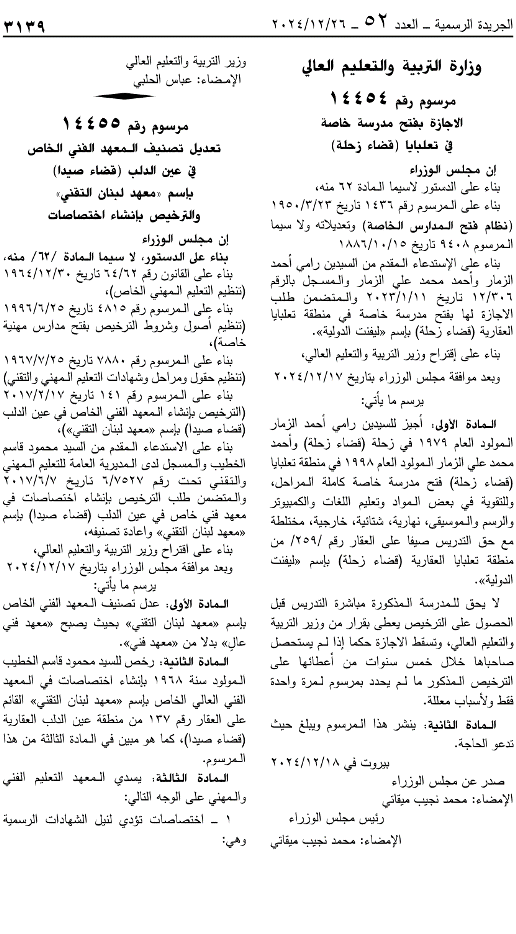 الجريدة الرسمية ــ العدد ٥٢ ــ ٢٠٢٤/١٢/٢٦
٣١٣٩
وزارة التربية والتعليم العالي
مرسوم رقم ١٤٤٥٤
الاجازة بفتح مدرسة خاصة
في تعلبايا (قضاء زحلة)
إن مجلس الوزراء
بناء على الدستور لاسيما المادة ٦٢ منه،
بناء على المرسوم رقم ١٤٣٦ تاريخ ١٩٥٠/٣/٢٣
(نظام فتح المدارس الخاصة) وتعديلاته ولا سيما
المرسوم ٩٤٠٨ تاريخ ١٨٨٦/١٠/١٥
بناء على الإستدعاء المقدم من السيدين رامي أحمد
الزمار وأحمد محمد علي الزمار والمسجل بالرقم
١٢/٣٠٦ تاريخ ٢٠٢٣/١/١١ والمتضمن طلب
الاجازة لها بفتح مدرسة خاصة في منطقة تعلبايا
العقارية (قضاء زحلة) بإسم «ليفنت الدولية».
بناء على إقتراح وزير التربية والتعليم العالي،
وبعد موافقة مجلس الوزراء بتاريخ ٢٠٢٤/١٢/١٧
يرسم ما يأتي:
المادة الأولى: أجيز للسيدين رامي أحمد الزمار
المولود العام ١٩٧٩ في زحلة (قضاء زحلة) وأحمد
محمد علي الزمار المولود العام ١٩٩٨ في منطقة تعلبايا
(قضاء زحلة) فتح مدرسة خاصة كاملة المراحل،
وللتقوية في بعض المواد وتعليم اللغات والكمبيوتر
والرسم والموسيقى، نهارية، شتائية، خارجية، مختلطة
مع حق التدريس صيفا على العقار رقم /٢٥٩/ من
منطقة تعلبايا العقارية (قضاء زحلة) بإسم «ليفنت
الدولية».
لا يحق للمدرسة المذكورة مباشرة التدريس قبل
الحصول على الترخيص يعطى بقرار من وزير التربية
والتعليم العالي، وتسقط الاجازة حكما إذا لم يستحصل
صاحباها خلال خمس سنوات من أعطائها على
الترخيص المذكور ما لم يحدد بمرسوم لمرة واحدة
فقط ولأسباب معللة.
المادة الثانية: ينشر هذا المرسوم ويبلغ حيث
تدعو الحاجة.
بيروت في ٢٠٢٤/١٢/١٨
صدر عن مجلس الوزراء
الإمضاء: محمد نجيب ميقاتي
رئيس مجلس الوزراء
الإمضاء: محمد نجيب ميقاتي
وزير التربية والتعليم العالي
الإمضاء: عباس الحلبي
مرسوم رقم ١٤٤٥٥
تعديل تصنيف المعهد الفني الخاص
في عين الدلب (قضاء صيدا)
بإسم «معهد لبنان التقني»
والترخيص بإنشاء اختصاصات
إن مجلس الوزراء
بناء على الدستور، لا سيما المادة /٦٢/ منه،
بناء على القانون رقم ٦٤/٦٢ تاريخ ١٩٦٤/١٢/٣٠
(تنظيم التعليم المهني الخاص)،
بناء على المرسوم رقم ٤٨١٥ تاريخ ١٩٩٦/٦/٢٥
(تنظيم أصول وشروط الترخيص بفتح مدارس مهنية
خاصة)،
بناء على المرسوم رقم ٧٨٨٠ تاريخ ١٩٦٧/٧/٢٥
(تنظيم حقول ومراحل وشهادات التعليم المهني والتقني)
بناء على المرسوم رقم ١٤١ تاريخ ٢٠١٧/٢/١٧
(الترخيص بإنشاء المعهد الفني الخاص في عين الدلب
(قضاء صيدا) بإسم «معهد لبنان التقني»)،
بناء على الاستدعاء المقدم من السيد محمود قاسم
الخطيب والمسجل لدى المديرية العامة للتعليم المهني
والتقني تحت رقم ٦/٧٥٢٧ تاريخ ٢٠١٧/٦/٧
والمتضمن طلب الترخيص بإنشاء اختصاصات في
معهد فني خاص في عين الدلب (قضاء صيدا) بإسم
«معهد لبنان التقني» واعادة تصنيفه،
بناء على اقتراح وزير التربية والتعليم العالي،
وبعد موافقة مجلس الوزراء بتاريخ ٢٠٢٤/١٢/١٧
يرسم ما يأتي:
المادة الأولى: عدل تصنيف المعهد الفني الخاص
بإسم «معهد لبنان التقني» بحيث يصبح «معهد فني
عالٍ» بدلا من «معهد فني».
المادة الثانية: رخص للسيد محمود قاسم الخطيب
المولود سنة ١٩٦٨ بإنشاء اختصاصات في المعهد
الفني العالي الخاص بإسم «معهد لبنان التقني» القائم
على العقار رقم ١٣٧ من منطقة عين الدلب العقارية
(قضاء صيدا)، كما هو مبين في المادة الثالثة من هذا
المرسوم.
المادة الثالثة: يسدي المعهد التعليم الفني
والمهني على الوجه التالي:
١ ــ اختصاصات تؤدي لنيل الشهادات الرسمية
وهي: